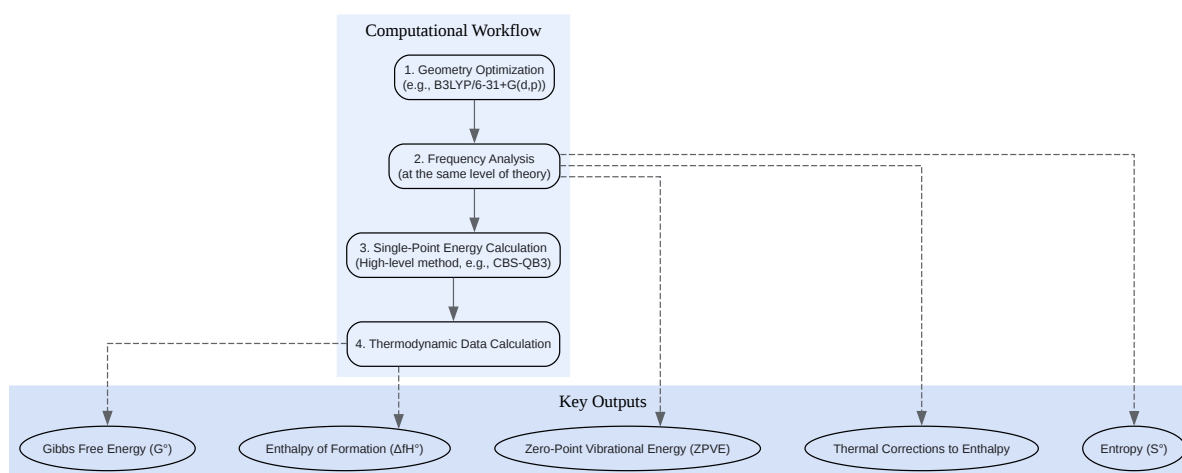 Computational Workflow
1. Geometry Optimization
(e.g., B3LYP/6-31+G(d,p))
2. Frequency Analysis
(at the same level of theory)
3. Single-Point Energy Calculation
(High-level method, e.g., CBS-QB3)
4. Thermodynamic Data Calculation
Key Outputs
Gibbs Free Energy (G°)
Enthalpy of Formation (ΔfH°)
Zero-Point Vibrational Energy (ZPVE)
Thermal Corrections to Enthalpy
Entropy (S°)